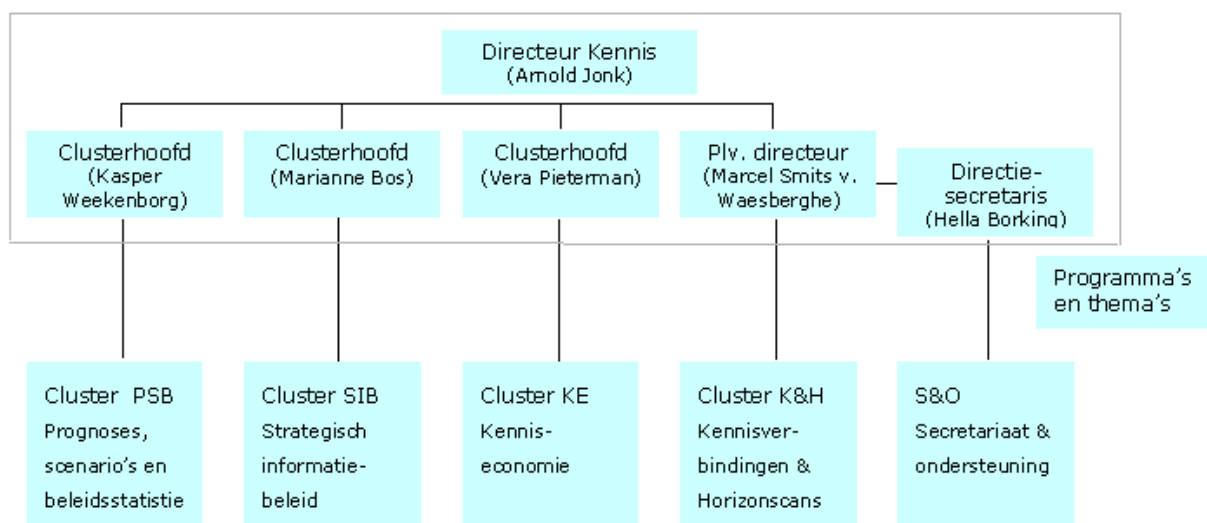 Directeur Kennis
(Arnold Jonk)
Clusterhoofd
(Kasper
Weekenborg)
Clusterhoofd
(Marianne Bos)
Clusterhoofd
(Vera Pieterman)
Plv. directeur
(Marcel Smits v.
Waesberghe)
Directie-
secretaris
(Hella Borking)
Programma's
en thema's
Cluster PSB
Prognoses,
scenario's en
beleidsstatistie
Cluster SIB
Strategisch
informatie-
beleid
Cluster KE
Kennis-
economie
Cluster K&H
Kennisver-
bindingen &
Horizonscans
S&O
Secretariaat &
ondersteuning